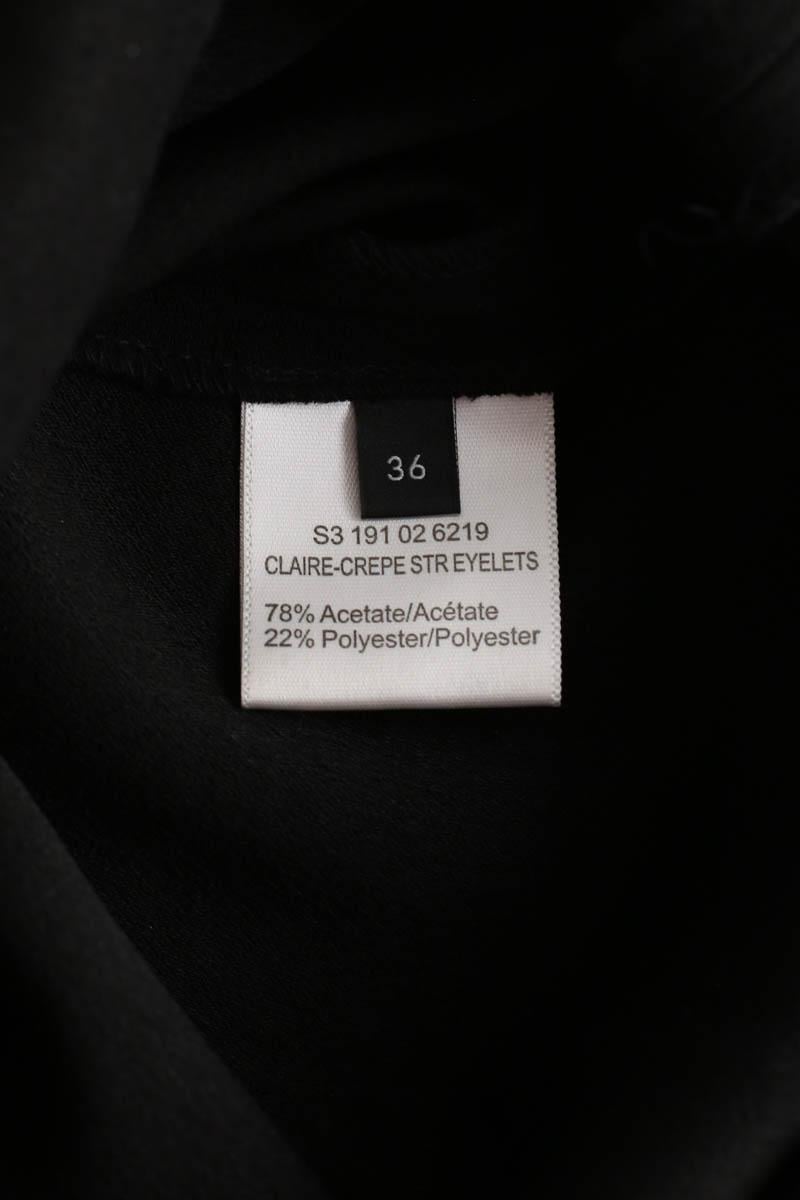 36
S3 191 02 6219
CLAIRE-CREPE STR EYELETS
78% Acetate/Acétate
22% Polyester/Polyester